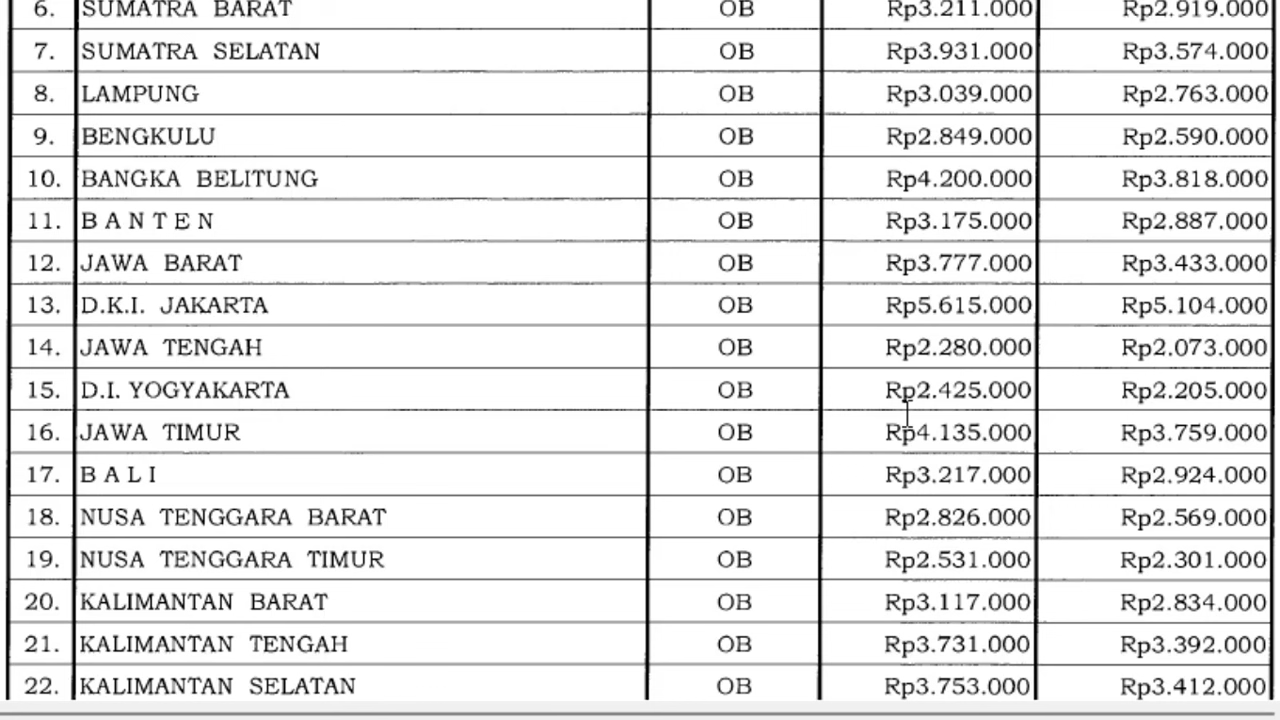 6. SUMATRA BARAT OB Rp3.211.000 Rp2.919.000
7. SUMATRA SELATAN OB Rp3.931.000 Rp3.574.000
8. LAMPUNG OB Rp3.039.000 Rp2.763.000
9. BENGKULU OB Rp2.849.000 Rp2.590.000
10. BANGKA BELITUNG OB Rp4.200.000 Rp3.818.000
11. B A N T E N OB Rp3.175.000 Rp2.887.000
12. JAWA BARAT OB Rp3.777.000 Rp3.433.000
13. D.K.I. JAKARTA OB Rp5.615.000 Rp5.104.000
14. JAWA TENGAH OB Rp2.280.000 Rp2.073.000
15. D.I. YOGYAKARTA OB Rp2.425.000 Rp2.205.000
16. JAWA TIMUR OB Rp4.135.000 Rp3.759.000
17. B A L I OB Rp3.217.000 Rp2.924.000
18. NUSA TENGGARA BARAT OB Rp2.826.000 Rp2.569.000
19. NUSA TENGGARA TIMUR OB Rp2.531.000 Rp2.301.000
20. KALIMANTAN BARAT OB Rp3.117.000 Rp2.834.000
21. KALIMANTAN TENGAH OB Rp3.731.000 Rp3.392.000
22. KALIMANTAN SELATAN OB Rp3.753.000 Rp3.412.000